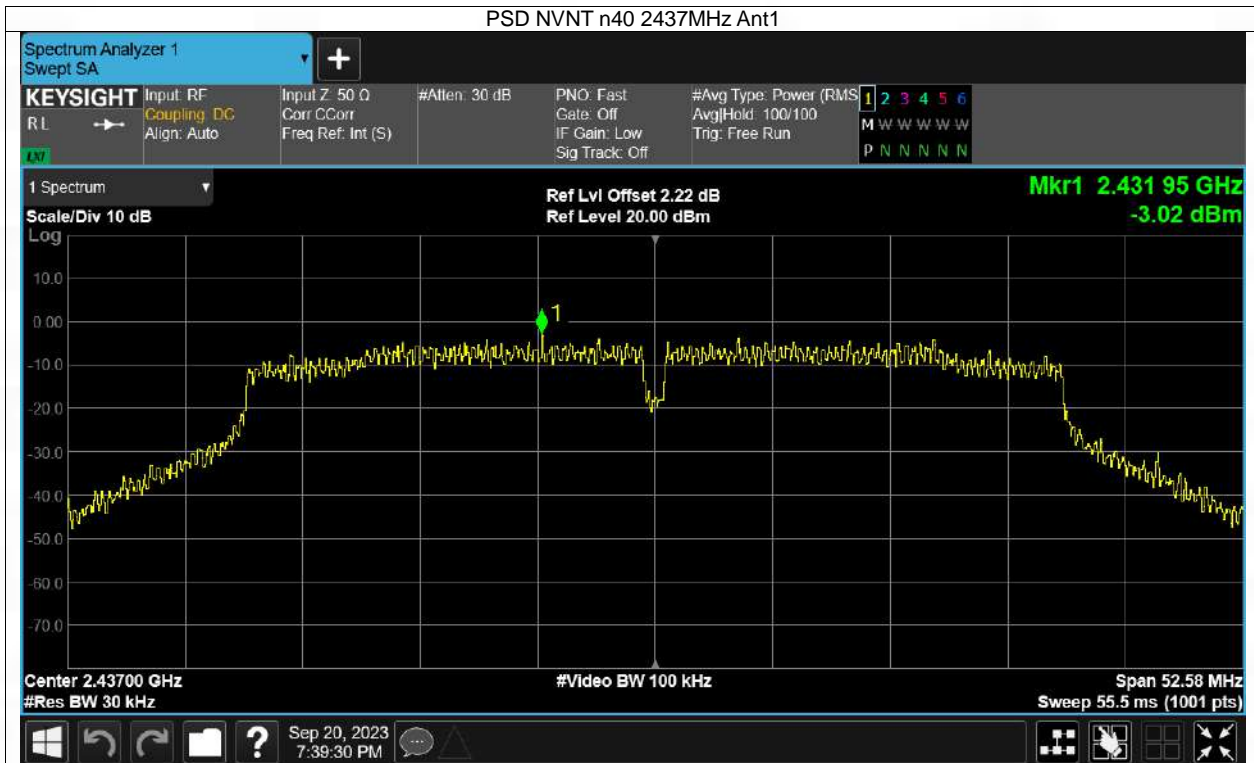 PSD NVNT n40 2437MHz Ant1
Spectrum Analyzer 1
Swept SA
+
KEYSIGHT
RL
LXI
Input: RF
Coupling: DC
Align: Auto
Input Z: 50 Ω
Corr CCorr
Freq Ref: Int (S)
#Atten: 30 dB
PNO: Fast
Gate: Off
IF Gain: Low
Sig Track: Off
#Avg Type: Power (RMS
Avg|Hold: 100/100
Trig: Free Run
1 2 3 4 5 6
M W W W W W
P N N N N N
1 Spectrum
Scale/Div 10 dB
Log
Ref Lvl Offset 2.22 dB
Ref Level 20.00 dBm
Mkr1 2.431 95 GHz
-3.02 dBm
10.0
0.00
-10.0
-20.0
-30.0
-40.0
-50.0
-60.0
-70.0
1
Center 2.43700 GHz
#Res BW 30 kHz
#Video BW 100 kHz
Span 52.58 MHz
Sweep 55.5 ms (1001 pts)
?
Sep 20, 2023
7:39:30 PM